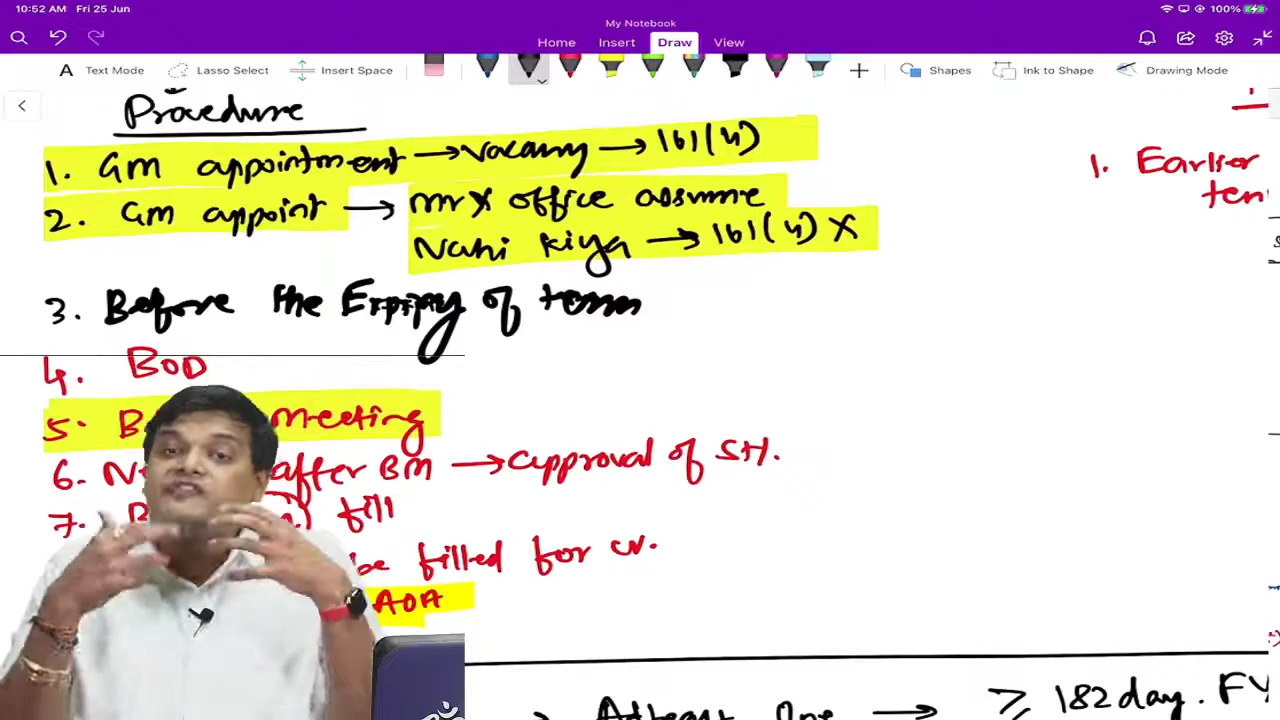 10:52 AM Fri 25 Jun
100%
My Notebook
Home Insert Draw View
Text Mode Lasso Select Insert Space Shapes Ink to Shape Drawing Mode
Procedure
1. GM appointment → Vacancy → 161(4)
2. GM appoint → Mr X office assume
Nahi kiya → 161(4) X
3. Before the Expiry of term
4. BOD
5. Meeting
6. after BM → approval of SH.
7. fill
be filled for
AOA
1. Earlier
Atleast One → ≥ 182 day. FY